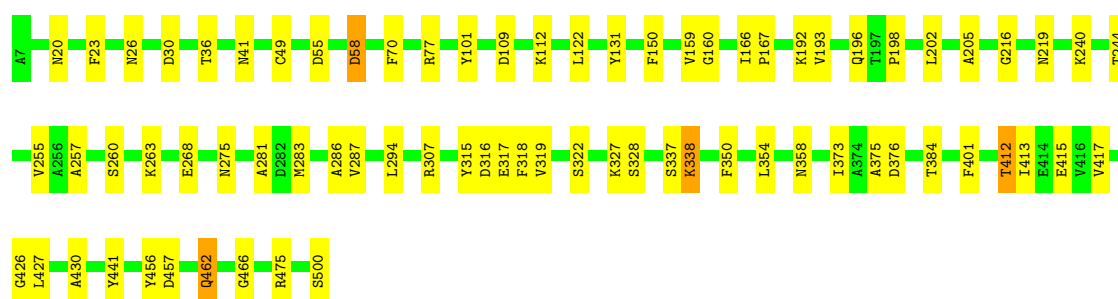 A7 N20 F23 N26 D30 T36 N41 C49 D55 D58 F70 R77 Y101 D109 K112 L122 Y131 F150 V159 G160 I166 P167 K192 V193 Q196 T197 P198 L202 A205 G216 N219 K240 T244
V255 A256 A257 S260 K263 E268 N275 A281 D282 M283 A286 V287 L294 R307 Y315 D316 E317 F318 V319 S322 K327 S328 S337 K338 F350 L354 N358 I373 A374 A375 D376 T384 F401 T412 I413 E414 E415 V416 V417
G426 L427 A430 Y441 Y456 D457 Q462 G466 R475 S500